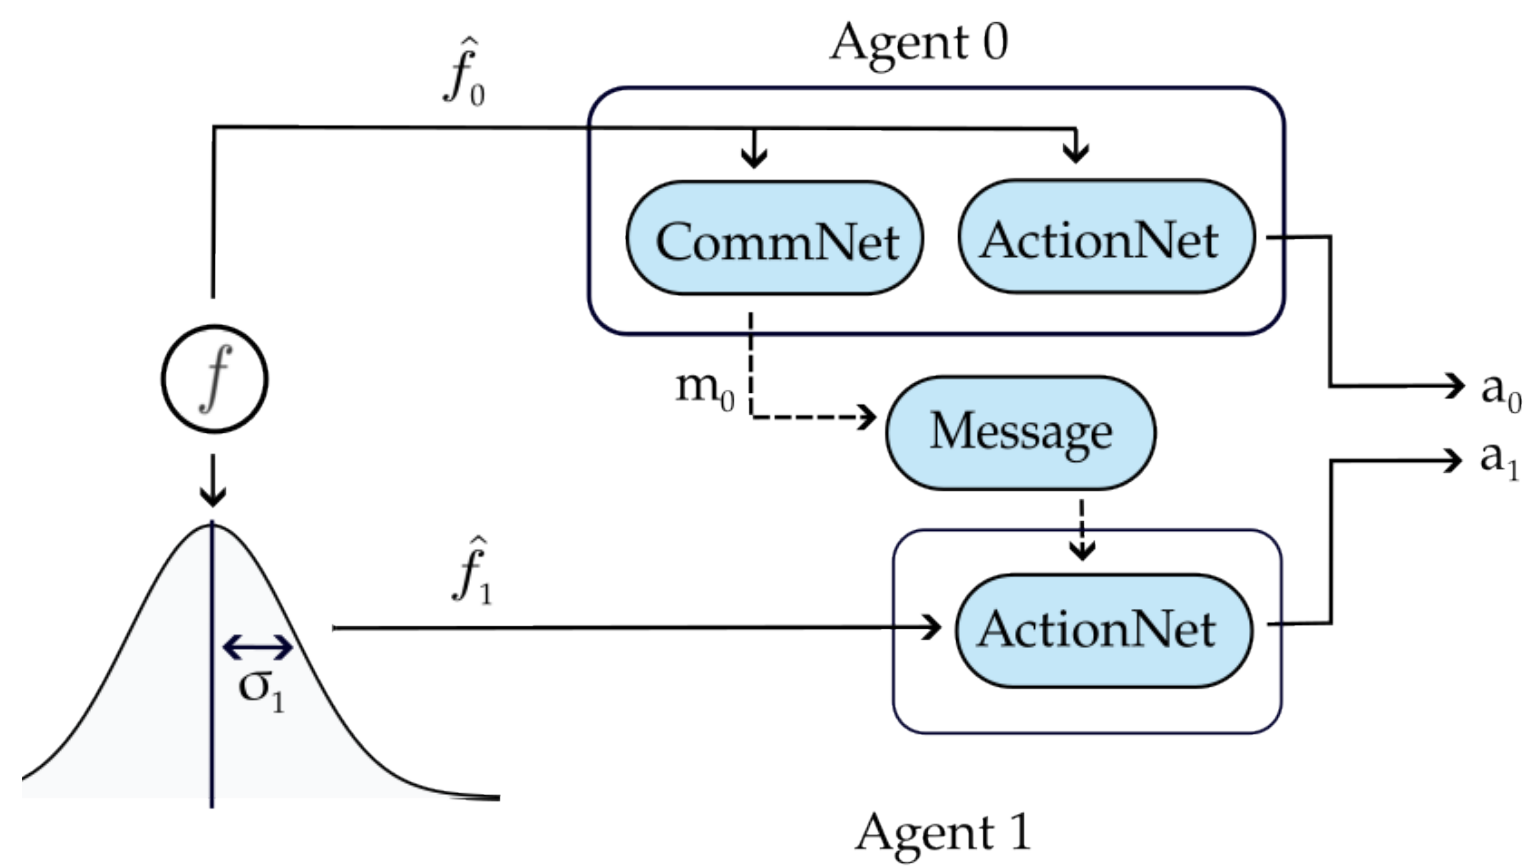 Agent 0
f̂₀
CommNet
ActionNet
f
m₀
Message
a₀
a₁
f̂₁
ActionNet
σ₁
Agent 1